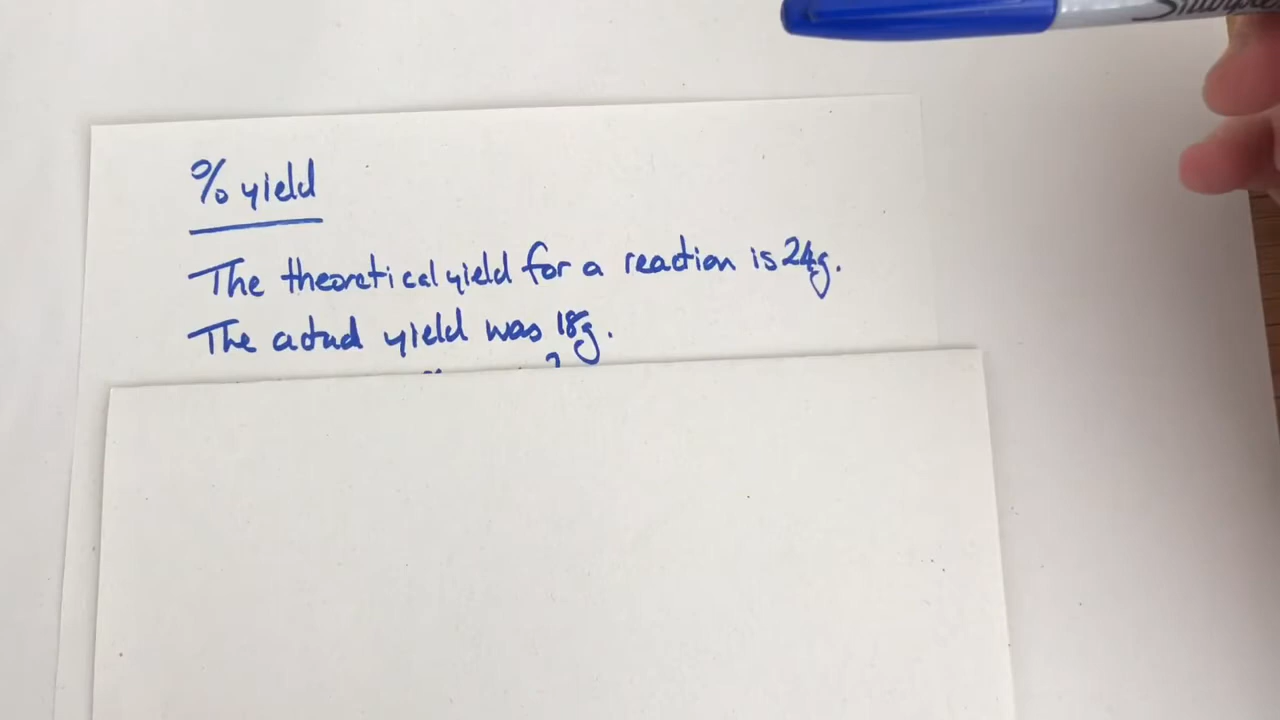 % yield
The theoretical yield for a reaction is 24g.
The actual yield was 18g.